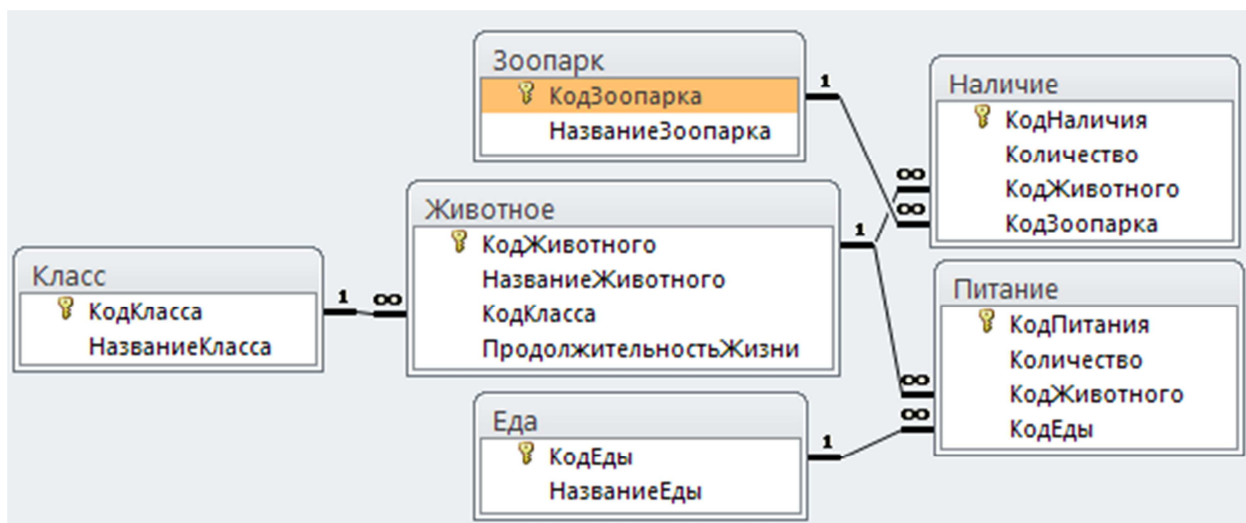 Зоопарк
КодЗоопарка
НазваниеЗоопарка
1
Наличие
КодНаличия
Количество
КодЖивотного
КодЗоопарка
∞
∞
Животное
КодЖивотного
НазваниеЖивотного
КодКласса
ПродолжительностьЖизни
1
Класс
КодКласса
НазваниеКласса
1
∞
Питание
КодПитания
Количество
КодЖивотного
КодЕды
∞
∞
Еда
КодЕды
НазваниеЕды
1